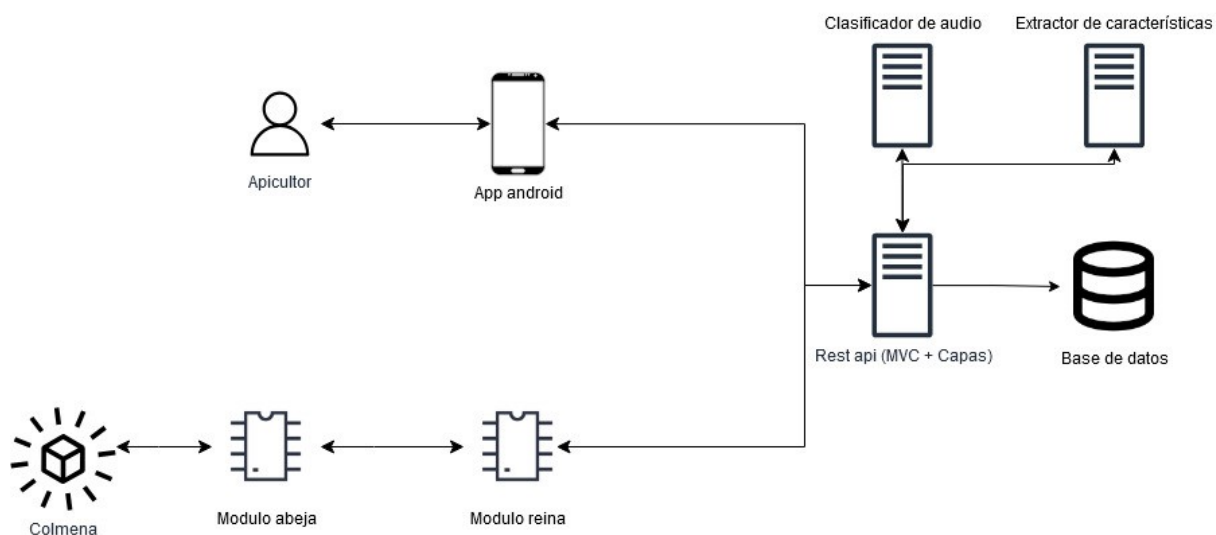 Clasificador de audio
Extractor de características
Apicultor
App android
Rest api (MVC + Capas)
Base de datos
Modulo abeja
Modulo reina
Colmena